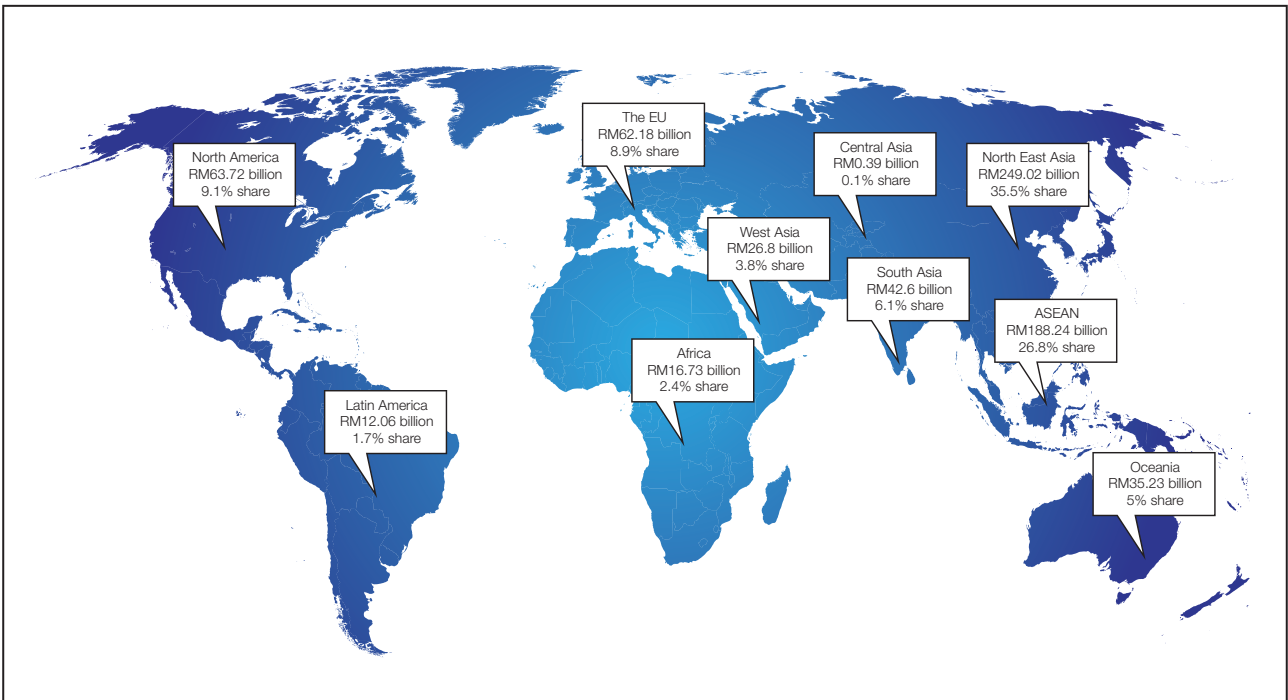 The EU
RM62.18 billion
8.9% share
Central Asia
RM0.39 billion
0.1% share
North America
RM63.72 billion
9.1% share
North East Asia
RM249.02 billion
35.5% share
West Asia
RM26.8 billion
3.8% share
South Asia
RM42.6 billion
6.1% share
ASEAN
RM188.24 billion
26.8% share
Africa
RM16.73 billion
2.4% share
Latin America
RM12.06 billion
1.7% share
Oceania
RM35.23 billion
5% share